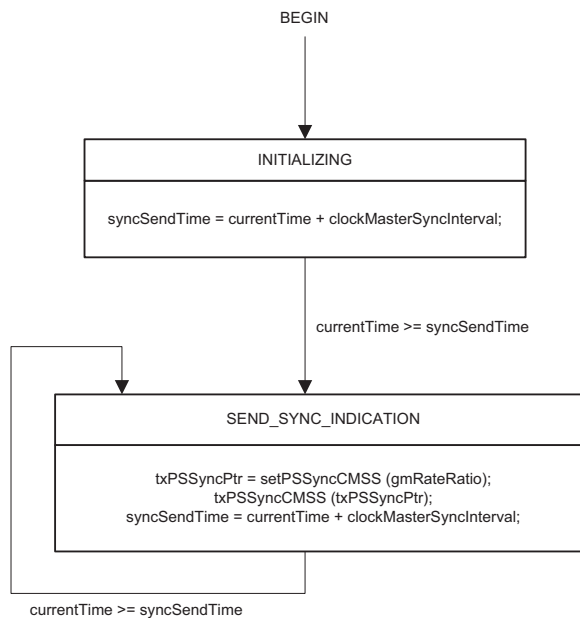 BEGIN
INITIALIZING
syncSendTime = currentTime + clockMasterSyncInterval;
currentTime >= syncSendTime
SEND_SYNC_INDICATION
txPSSyncPtr = setPSSyncCMSS (gmRateRatio);
txPSSyncCMSS (txPSSyncPtr);
syncSendTime = currentTime + clockMasterSyncInterval;
currentTime >= syncSendTime